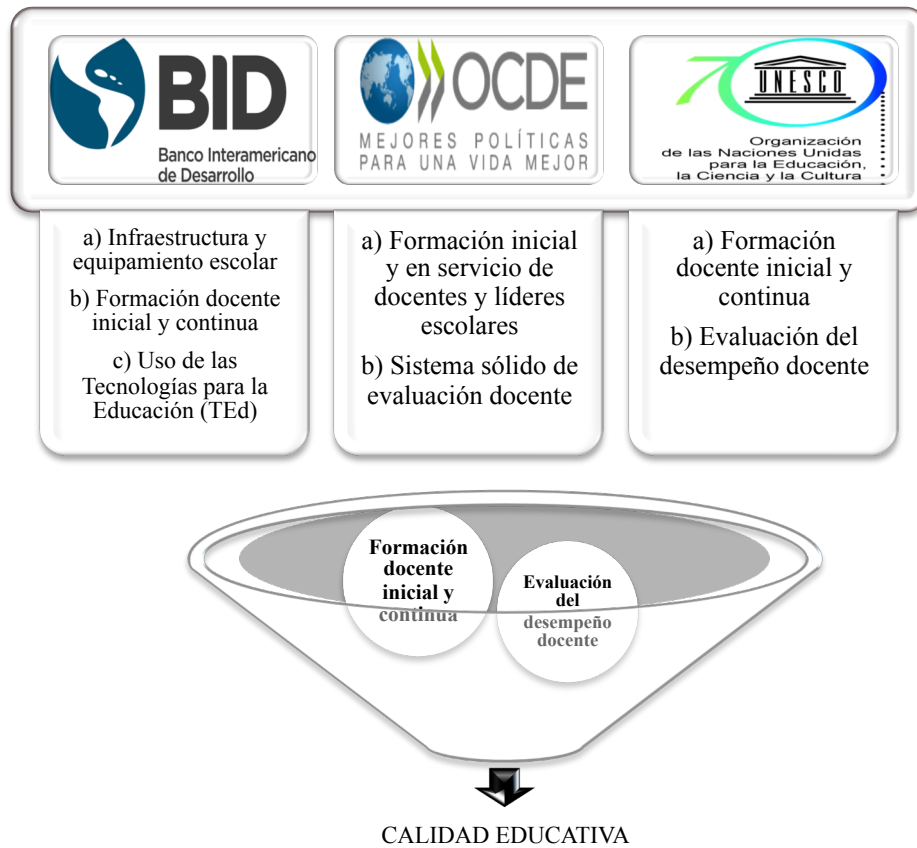 BID
Banco Interamericano
de Desarrollo
OCDE
MEJORES POLÍTICAS
PARA UNA VIDA MEJOR
70
UNESCO
Organización
de las Naciones Unidas
para la Educación,
la Ciencia y la Cultura
a) Infraestructura y
equipamiento escolar
b) Formación docente
inicial y continua
c) Uso de las
Tecnologías para la
Educación (TEd)
a) Formación inicial
y en servicio de
docentes y líderes
escolares
b) Sistema sólido de
evaluación docente
a) Formación
docente inicial y
continua
b) Evaluación del
desempeño docente
Formación
docente
inicial y
continua
Evaluación
del
desempeño
docente
CALIDAD EDUCATIVA